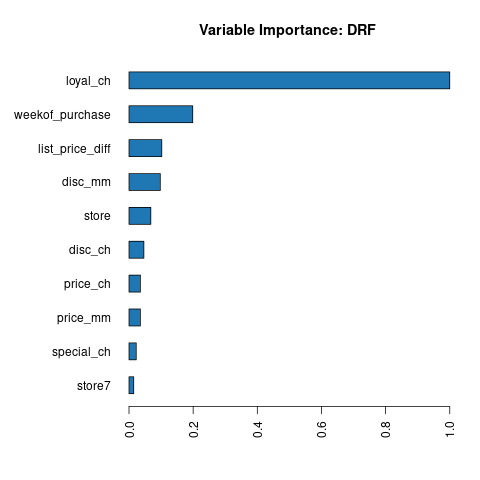 Variable Importance: DRF
loyal_ch
weekof_purchase
list_price_diff
disc_mm
store
disc_ch
price_ch
price_mm
special_ch
store7
0.0 0.2 0.4 0.6 0.8 1.0